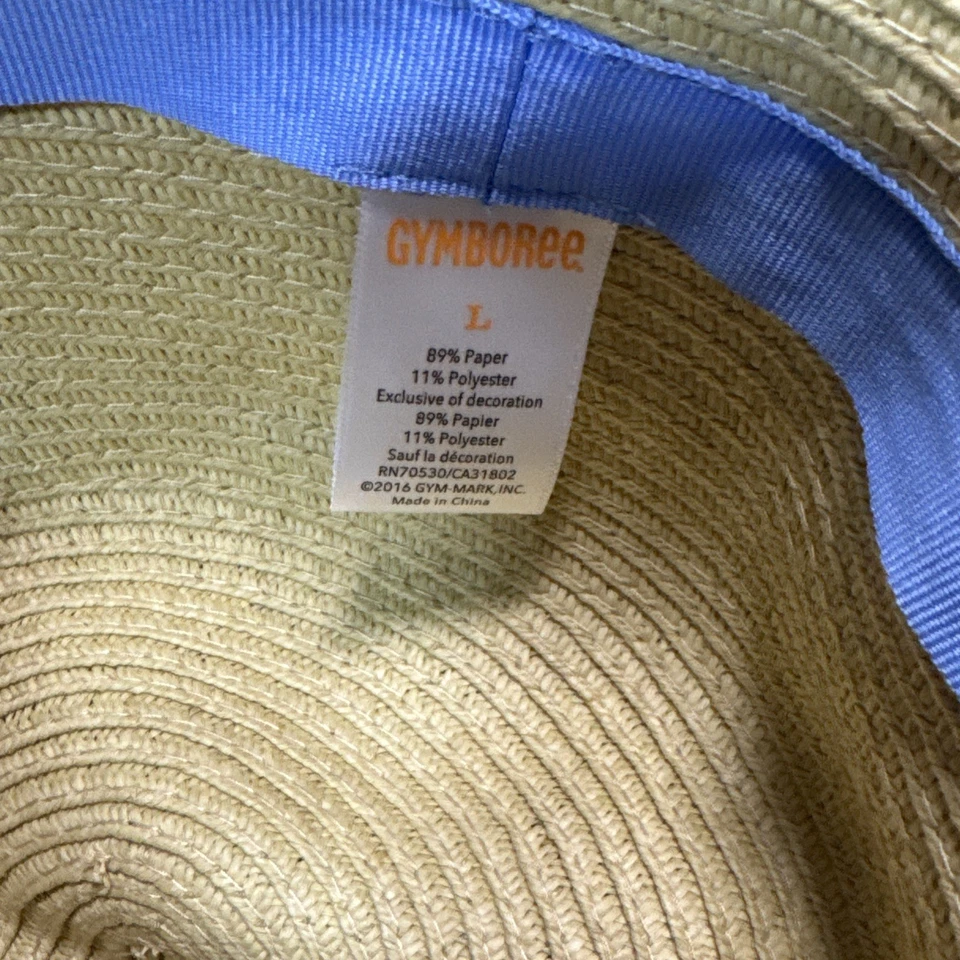 GYMBORee
L
89% Paper
11% Polyester
Exclusive of decoration
89% Papier
11% Polyester
Sauf la décoration
RN70530/CA31802
©2016 GYM-MARK,INC.
Made in China